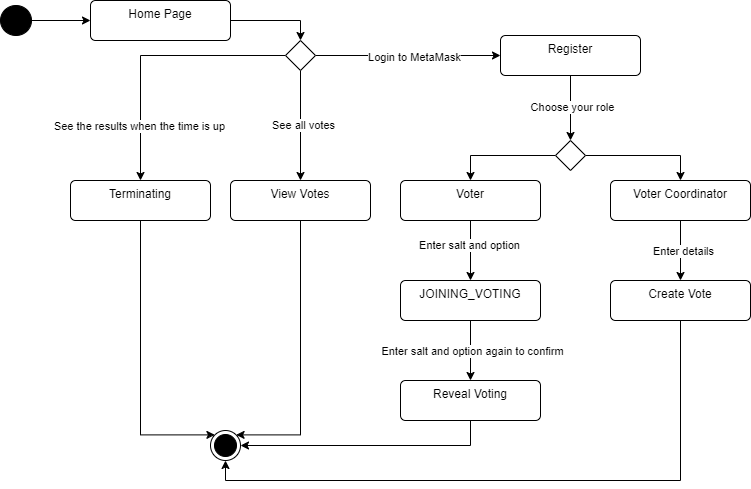 Home Page
Register
Login to MetaMask
Choose your role
See the results when the time is up
See all votes
Terminating
View Votes
Voter
Voter Coordinator
Enter salt and option
Enter details
JOINING_VOTING
Create Vote
Enter salt and option again to confirm
Reveal Voting